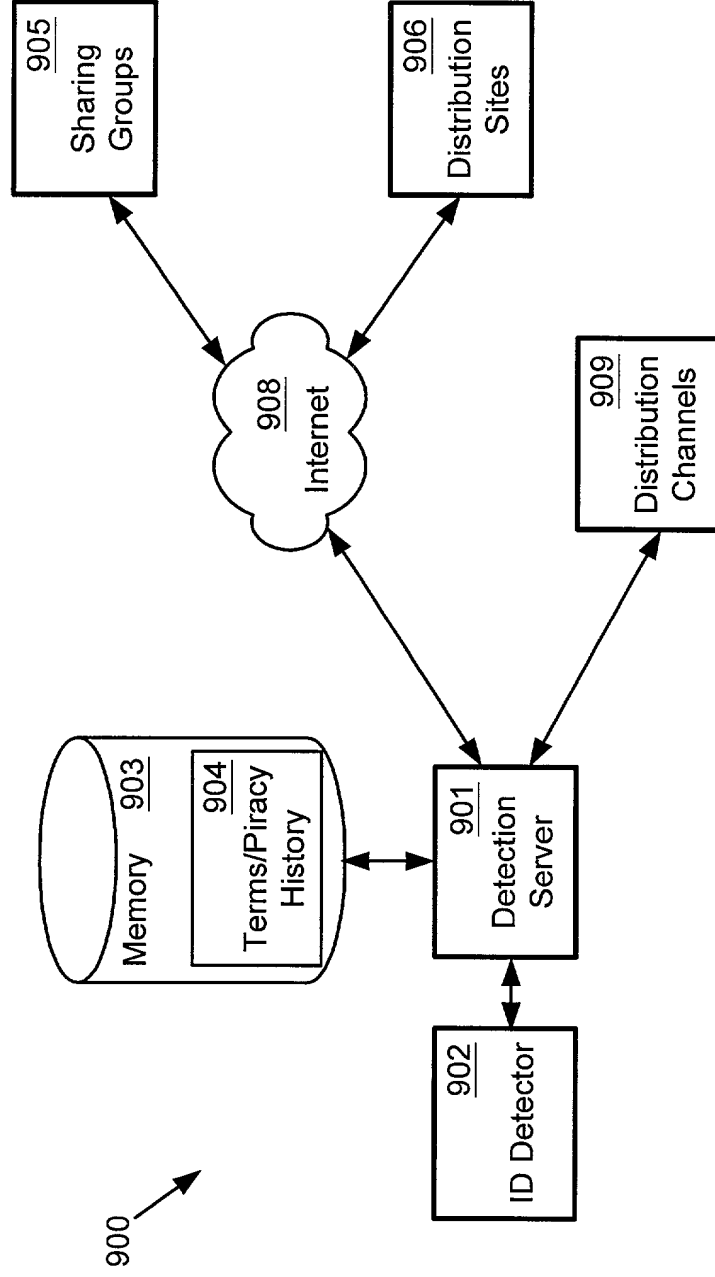 900
903
Memory
904
Terms/Piracy
History
902
ID Detector
901
Detection
Server
908
Internet
905
Sharing
Groups
906
Distribution
Sites
909
Distribution
Channels